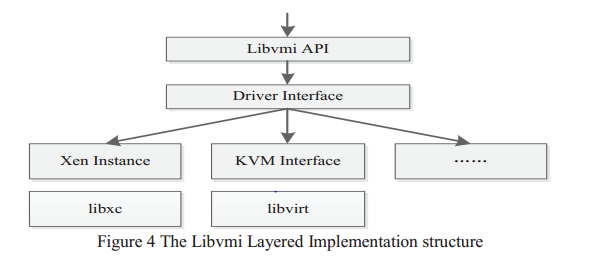 Libvmi API
Driver Interface
Xen Instance
KVM Interface
......
libxc
libvirt
Figure 4 The Libvmi Layered Implementation structure